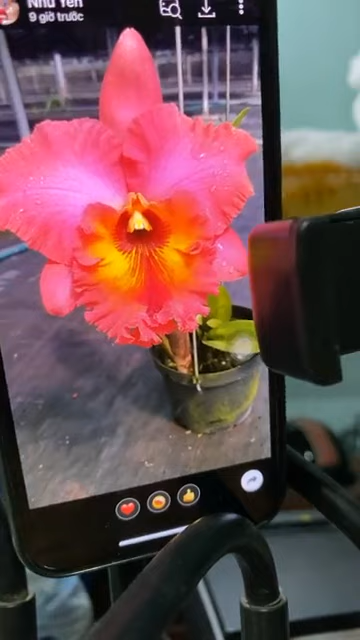 Như Yến
9 giờ trước